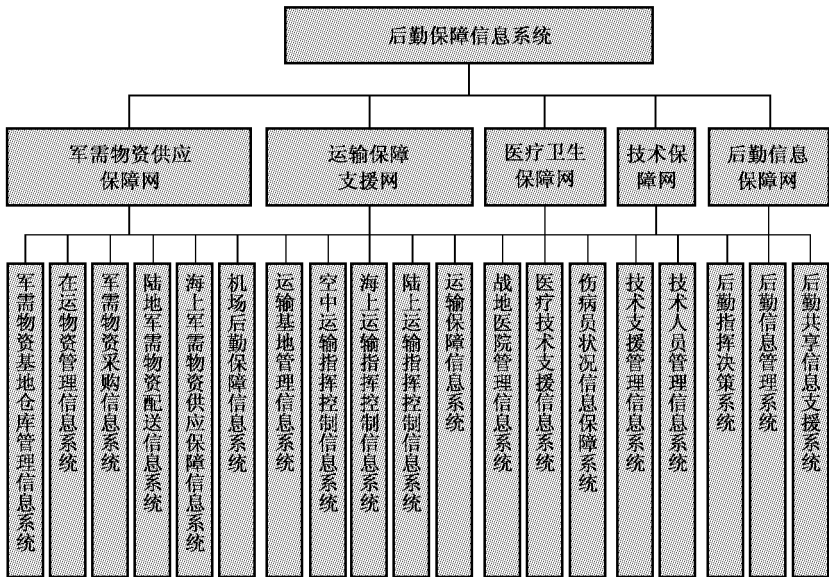 后勤保障信息系统
军需物资供应
保障网
运输保障
支援网
医疗卫生
保障网
技术保
障网
后勤信息
保障网
军需物资基地仓库管理信息系统
在运物资管理信息系统
军需物资采购信息系统
陆地军需物资配送信息系统
海上军需物资供应保障信息系统
机场后勤保障信息系统
运输基地管理信息系统
空中运输指挥控制信息系统
海上运输指挥控制信息系统
陆上运输指挥控制信息系统
运输保障信息系统
战地医院管理信息系统
医疗技术支援信息系统
伤病员状况信息保障系统
技术支援管理信息系统
技术人员管理信息系统
后勤指挥决策系统
后勤信息管理系统
后勤共享信息支援系统